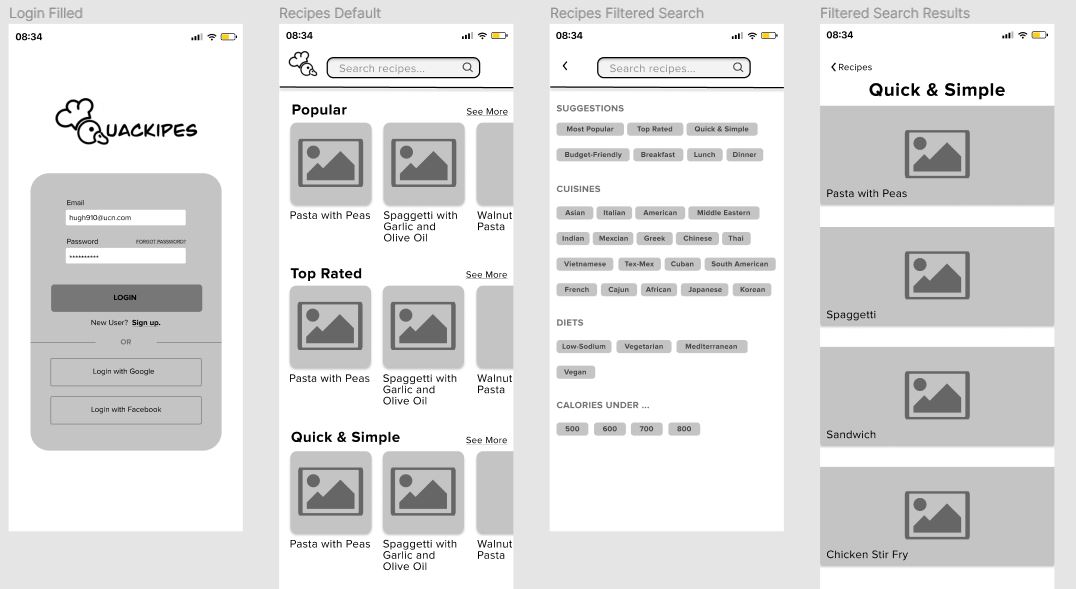 Login Filled
08:34
QUACKIPES
Email
hugh910@ucn.com
Password FORGOT PASSWORD?
**********
LOGIN
New User? Sign up.
OR
Login with Google
Login with Facebook
Recipes Default
08:34
Search recipes...
Popular See More
Pasta with Peas
Spaggetti with
Garlic and
Olive Oil
Walnut
Pasta
Top Rated See More
Pasta with Peas
Spaggetti with
Garlic and
Olive Oil
Walnut
Pasta
Quick & Simple See More
Pasta with Peas
Spaggetti with
Garlic and
Olive Oil
Walnut
Pasta
Recipes Filtered Search
08:34
Search recipes...
SUGGESTIONS
Most Popular Top Rated Quick & Simple
Budget-Friendly Breakfast Lunch Dinner
CUISINES
Asian Italian American Middle Eastern
Indian Mexcian Greek Chinese Thai
Vietnamese Tex-Mex Cuban South American
French Cajun African Japanese Korean
DIETS
Low-Sodium Vegetarian Mediterranean
Vegan
CALORIES UNDER ...
500 600 700 800
Filtered Search Results
08:34
Recipes
Quick & Simple
Pasta with Peas
Spaggetti
Sandwich
Chicken Stir Fry